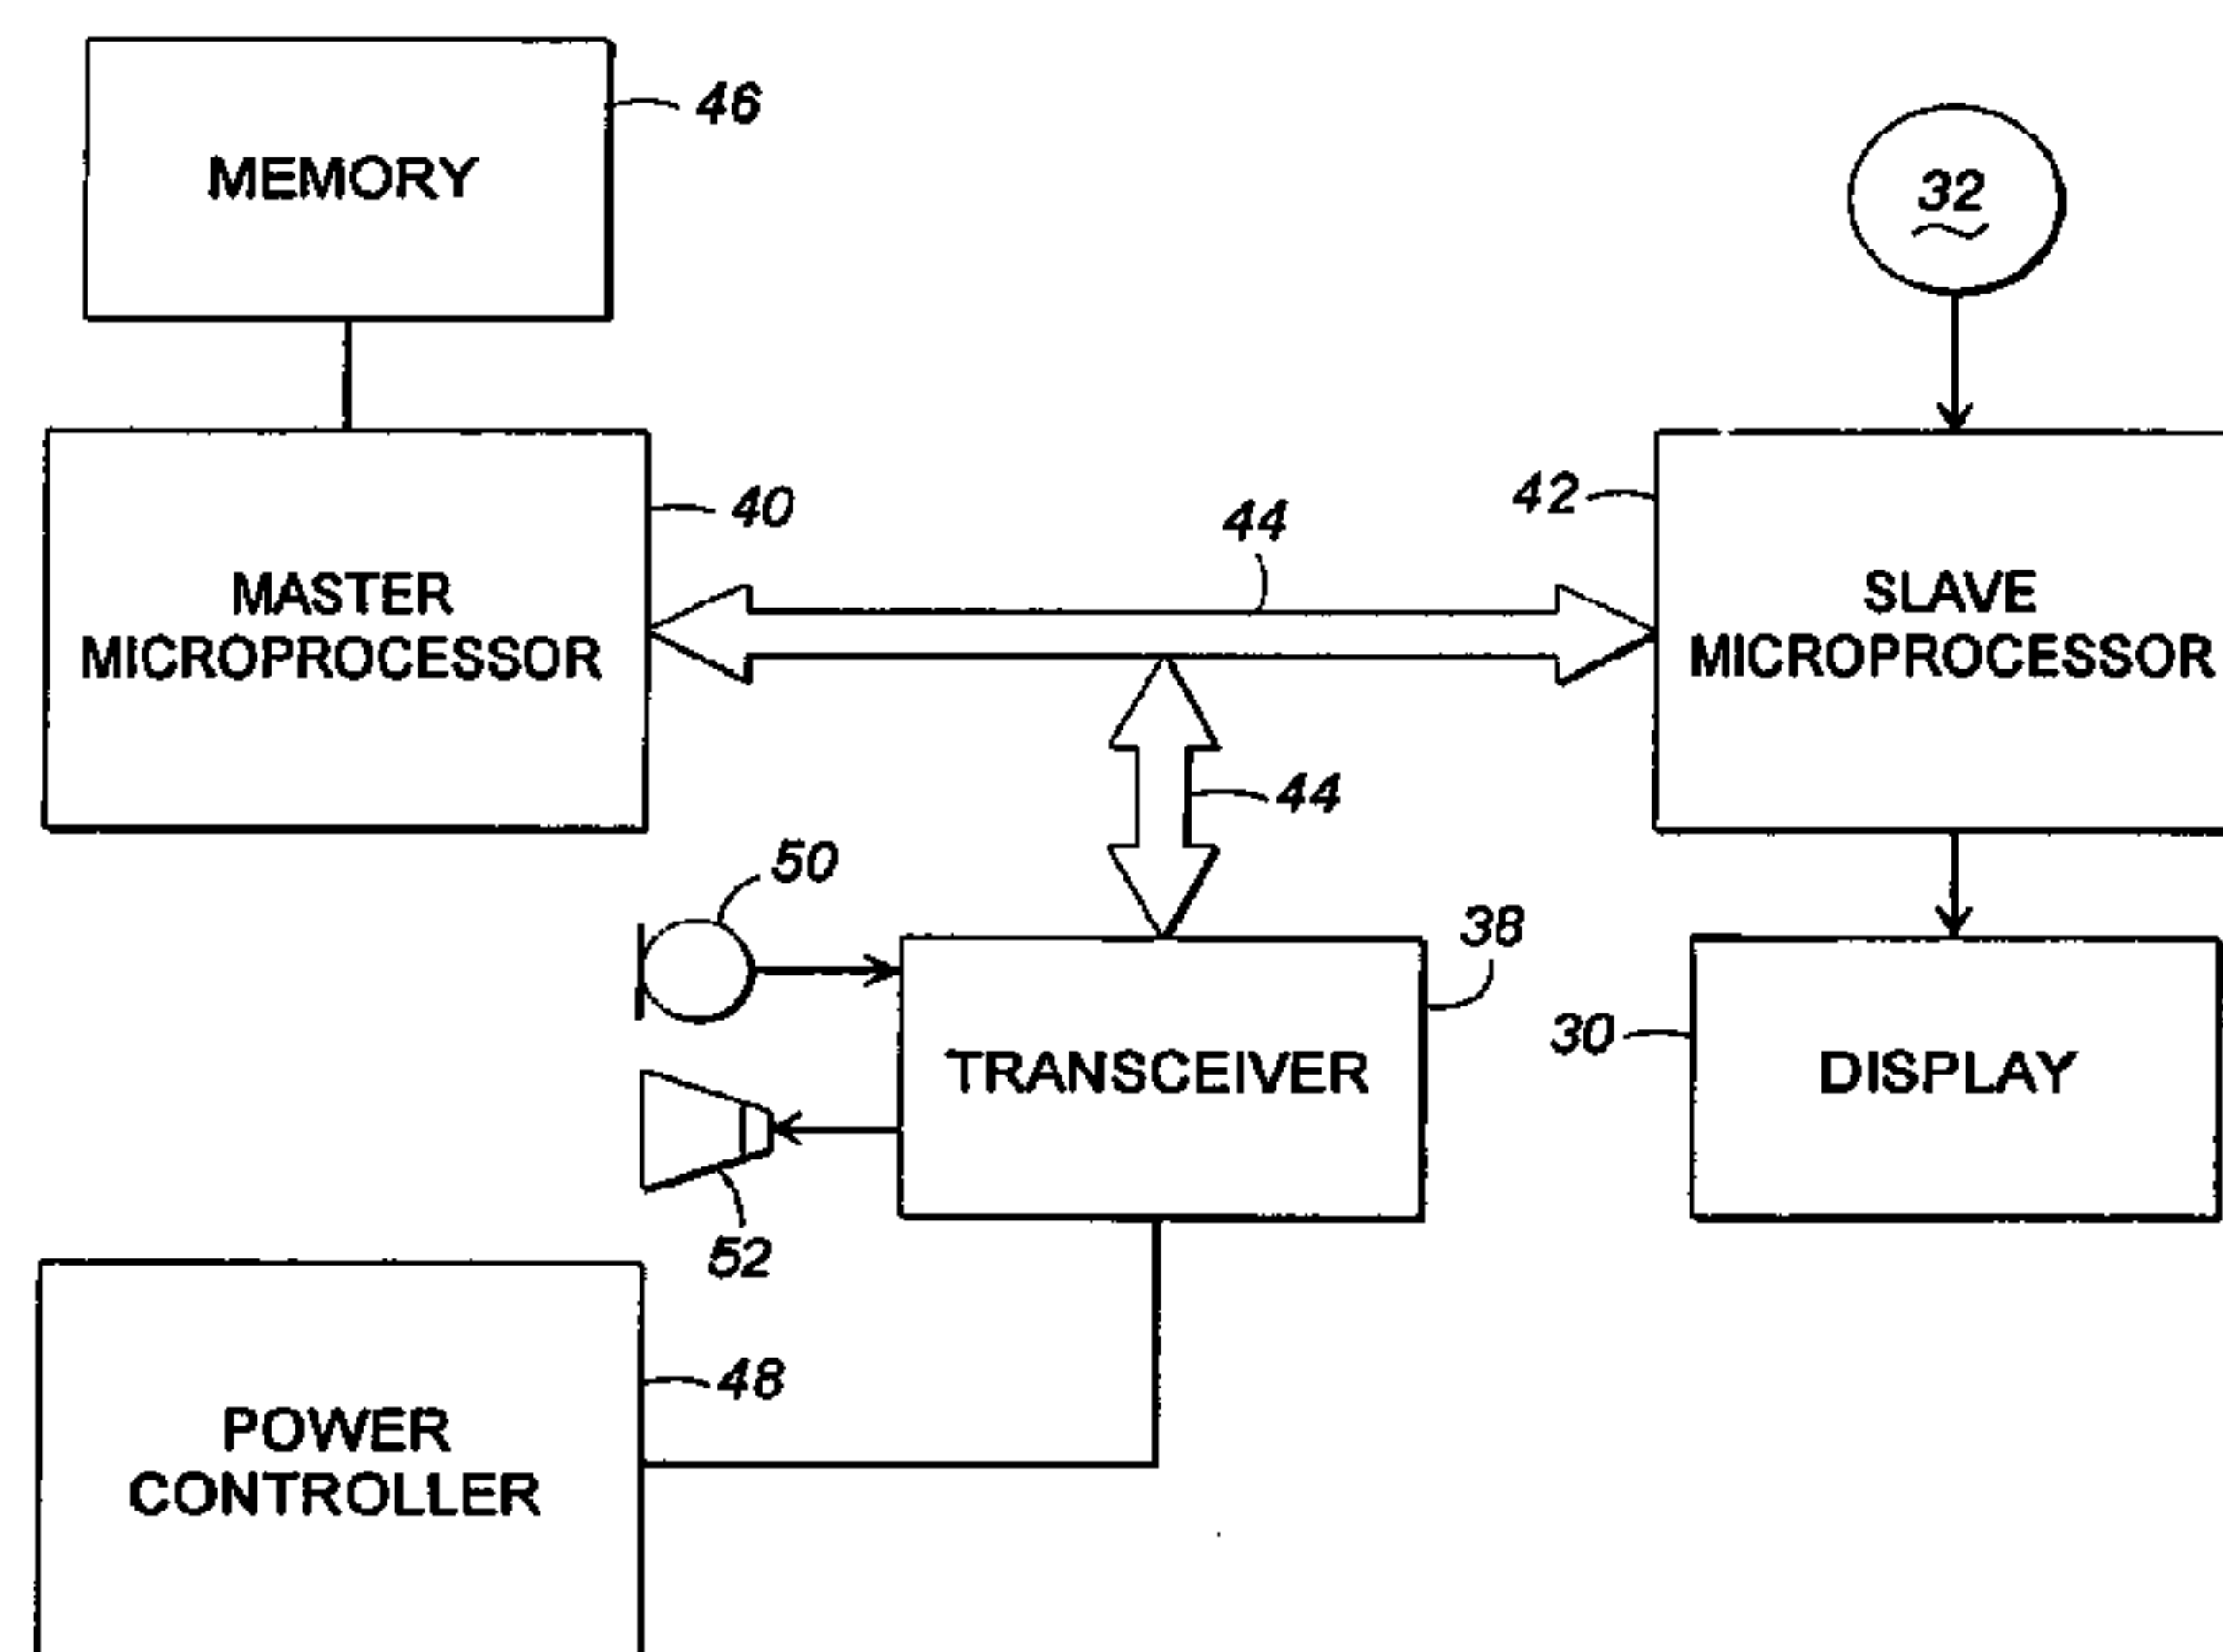 46
MEMORY
32
40
44
42
MASTER
MICROPROCESSOR
SLAVE
MICROPROCESSOR
44
50
38
30
TRANSCEIVER
DISPLAY
52
48
POWER
CONTROLLER